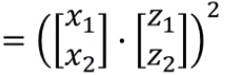 = ([x₁ x₂] · [z₁ z₂])²